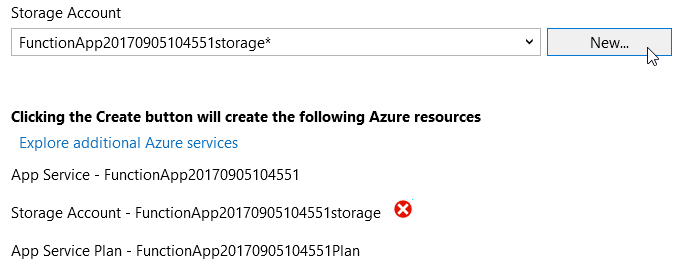 Storage Account
FunctionApp20170905104551storage*
New...
Clicking the Create button will create the following Azure resources
Explore additional Azure services
App Service - FunctionApp20170905104551
Storage Account - FunctionApp20170905104551storage
App Service Plan - FunctionApp20170905104551Plan